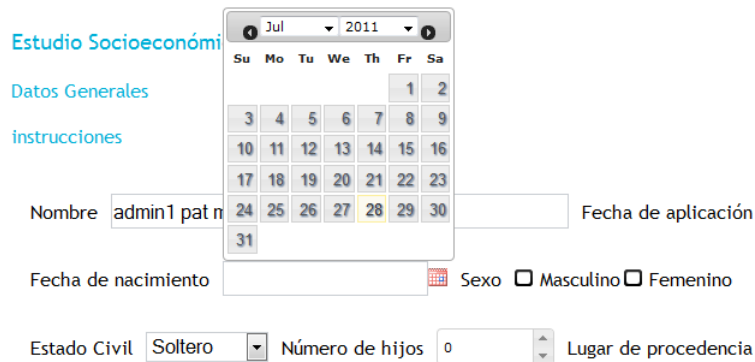 Jul 2011
Estudio Socioeconómi
Su Mo Tu We Th Fr Sa
Datos Generales
1 2
3 4 5 6 7 8 9
instrucciones
10 11 12 13 14 15 16
17 18 19 20 21 22 23
Nombre admin1 pat m 24 25 26 27 28 29 30 Fecha de aplicación
31
Fecha de nacimiento Sexo Masculino Femenino
Estado Civil Soltero Número de hijos 0 Lugar de procedencia